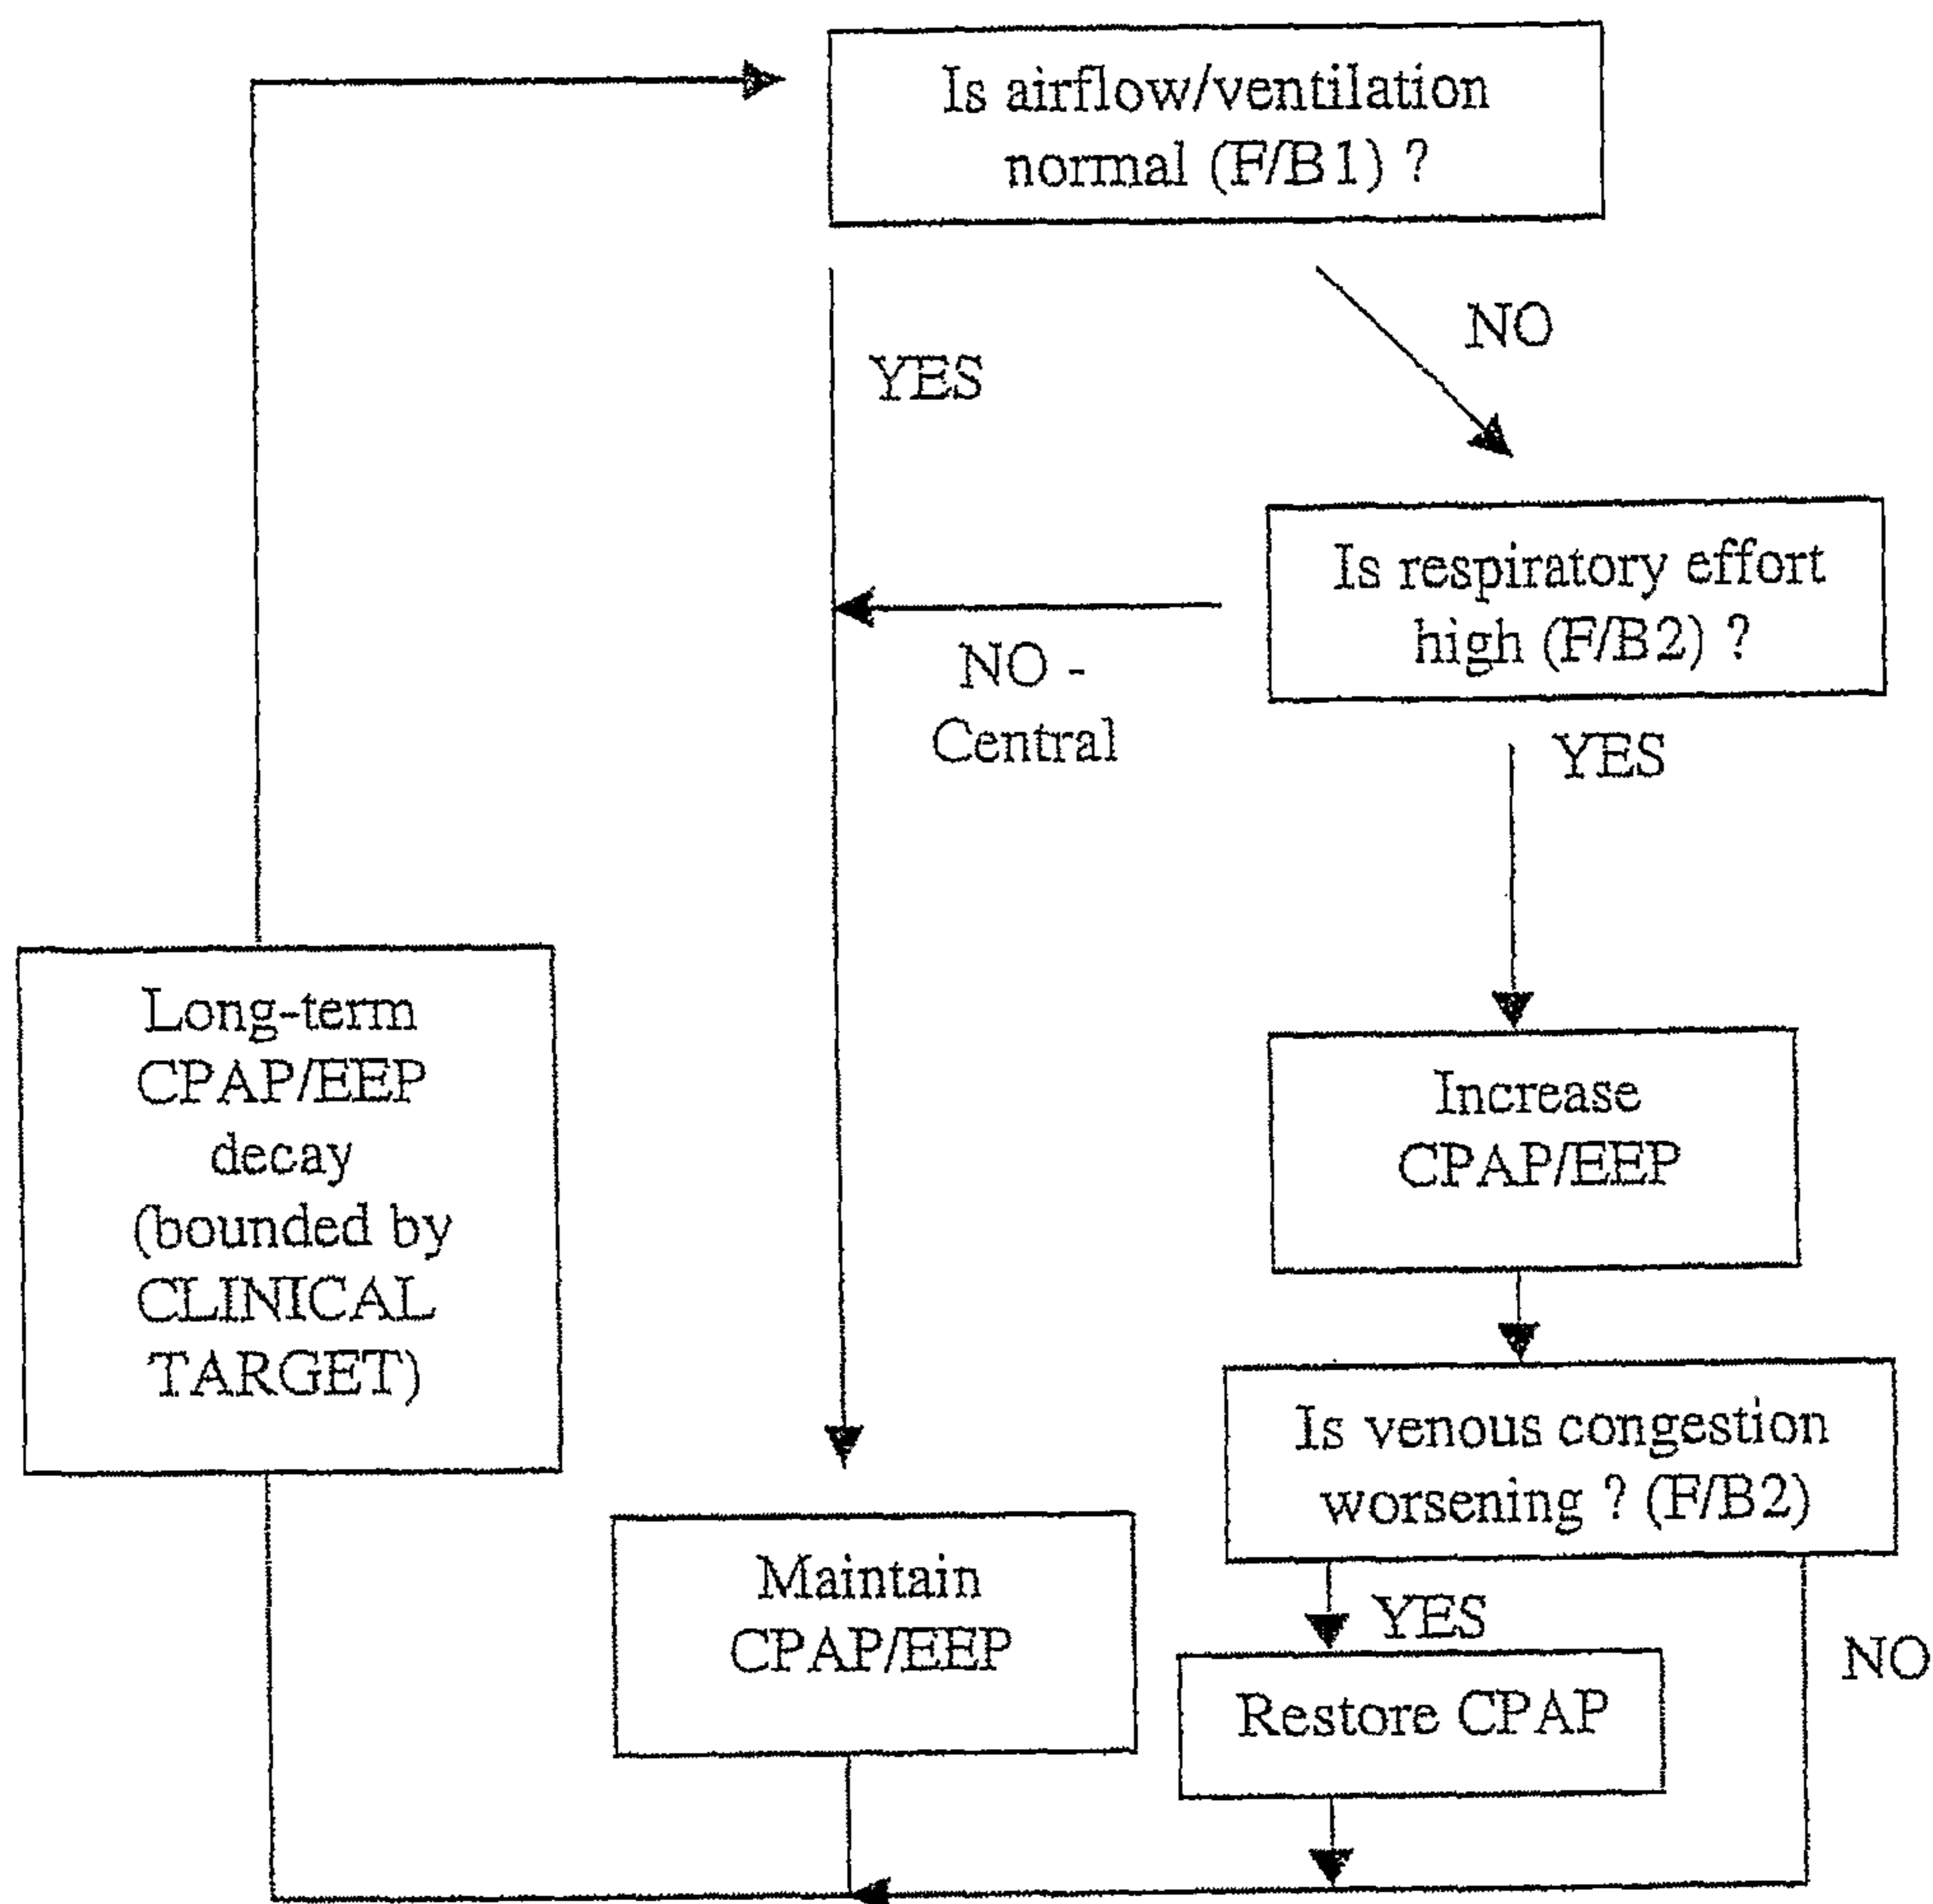 Is airflow/ventilation
normal (F/B1) ?
YES
NO
Is respiratory effort
high (F/B2) ?
NO -
Central
YES
Long-term
CPAP/EEP
decay
(bounded by
CLINICAL
TARGET)
Increase
CPAP/EEP
Is venous congestion
worsening ? (F/B2)
Maintain
CPAP/EEP
YES
NO
Restore CPAP